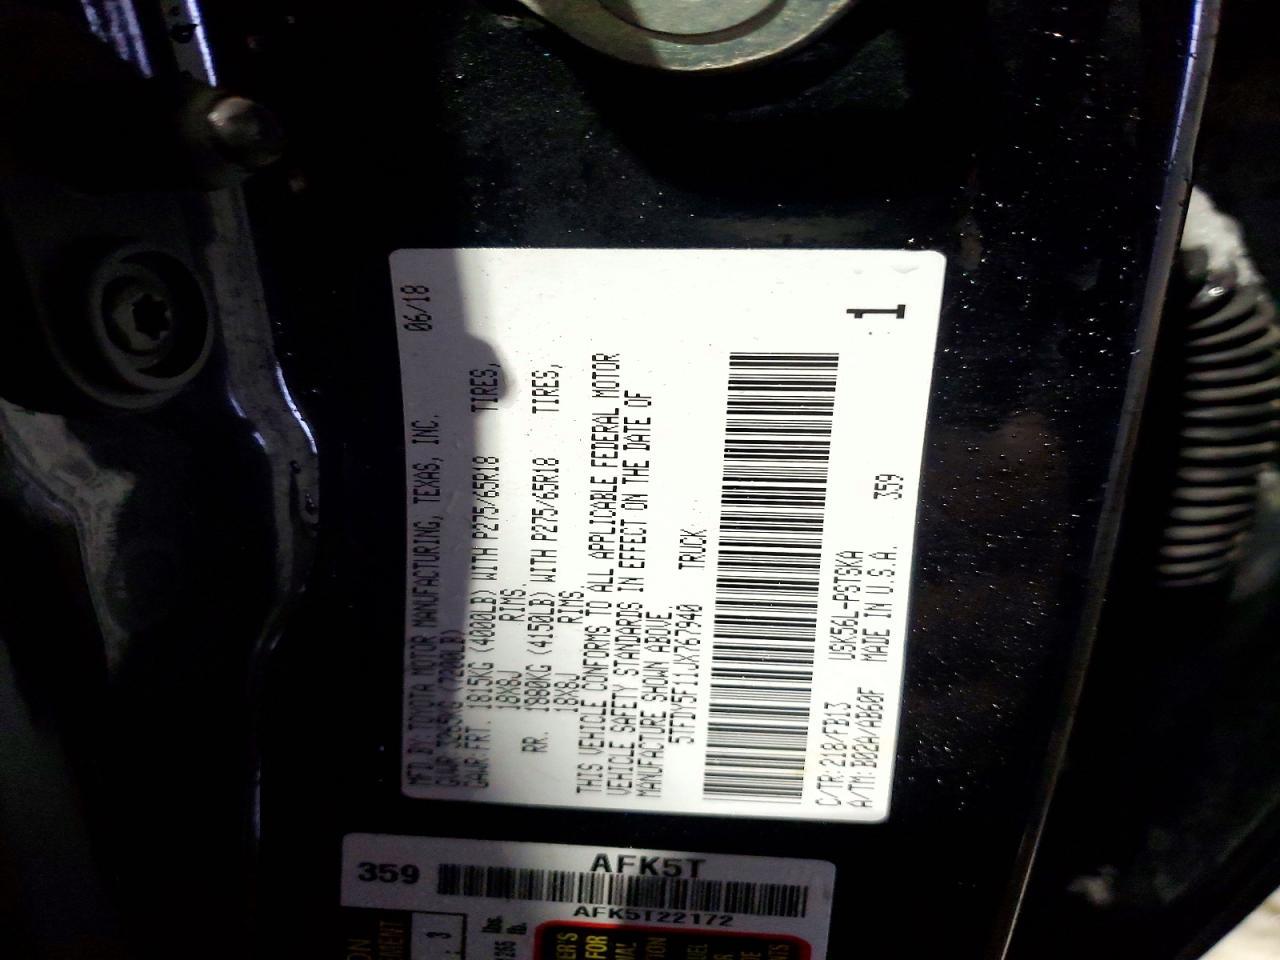 MFD BY:TOYOTA MOTOR MANUFACTURING, TEXAS, INC. 06/18
GVWR 3265KG (7200LB)
GAWR FRT. 1815KG (4000LB) WITH P275/65R18 TIRES,
18X8J RIMS,
RR. 1880KG (4150LB) WITH P275/65R18 TIRES,
18X8J RIMS,
THIS VEHICLE CONFORMS TO ALL APPLICABLE FEDERAL MOTOR
VEHICLE SAFETY STANDARDS IN EFFECT ON THE DATE OF
MANUFACTURE SHOWN ABOVE.
5TFDY5F11JX767940 TRUCK
C/TR:218/FB13 USK56L-PSTSKA 359
A/TM:B02A/AB60F MADE IN U.S.A.
1
359 AFK5T
AFK5T22172